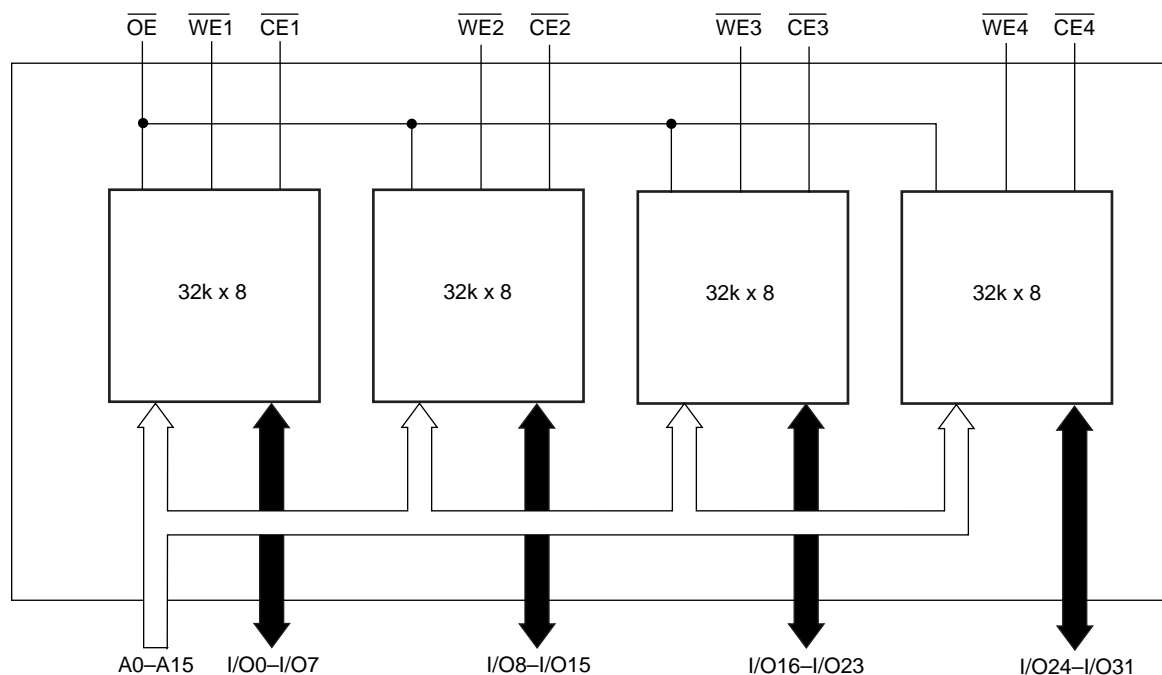 OE WE1 CE1 WE2 CE2 WE3 CE3 WE4 CE4
32k x 8 32k x 8 32k x 8 32k x 8
A0–A15 I/O0–I/O7 I/O8–I/O15 I/O16–I/O23 I/O24–I/O31